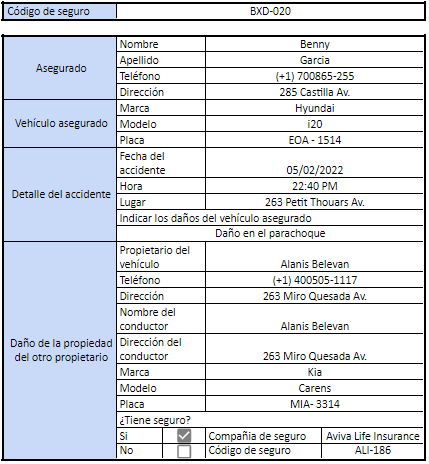 Código de seguro BXD-020
Asegurado
Nombre Benny
Apellido Garcia
Teléfono (+1) 700865-255
Dirección 285 Castilla Av.
Vehículo asegurado
Marca Hyundai
Modelo i20
Placa EOA - 1514
Detalle del accidente
Fecha del
accidente 05/02/2022
Hora 22:40 PM
Lugar 263 Petit Thouars Av.
Indicar los daños del vehículo asegurado
Daño en el parachoque
Daño de la propiedad
del otro propietario
Propietario del
vehículo Alanis Belevan
Teléfono (+1) 400505-1117
Dirección 263 Miro Quesada Av.
Nombre del
conductor Alanis Belevan
Dirección del
conductor 263 Miro Quesada Av.
Marca Kia
Modelo Carens
Placa MIA- 3314
¿Tiene seguro?
Si Compañia de seguro Aviva Life Insurance
No Código de seguro ALI-186